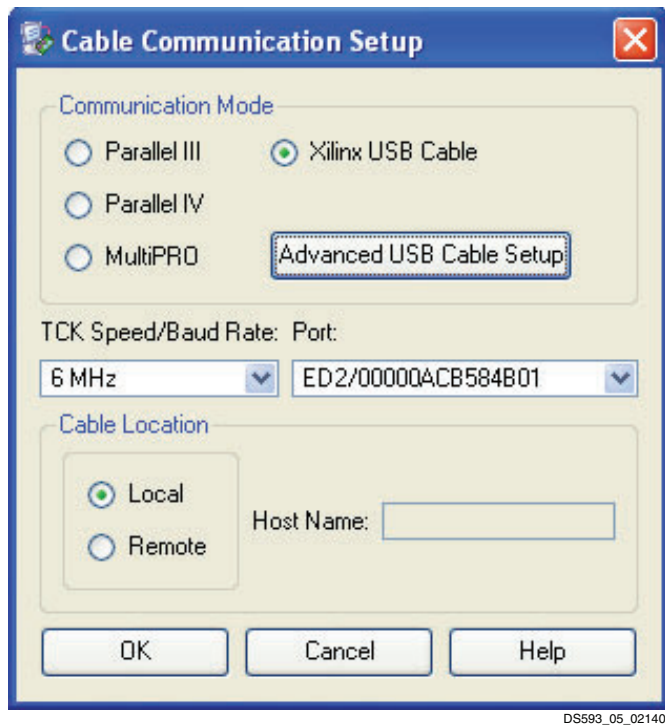 Cable Communication Setup
Communication Mode
Parallel III Xilinx USB Cable
Parallel IV
MultiPRO Advanced USB Cable Setup
TCK Speed/Baud Rate: Port:
6 MHz ED2/00000ACB584B01
Cable Location
Local
Host Name:
Remote
OK Cancel Help
DS593_05_02140